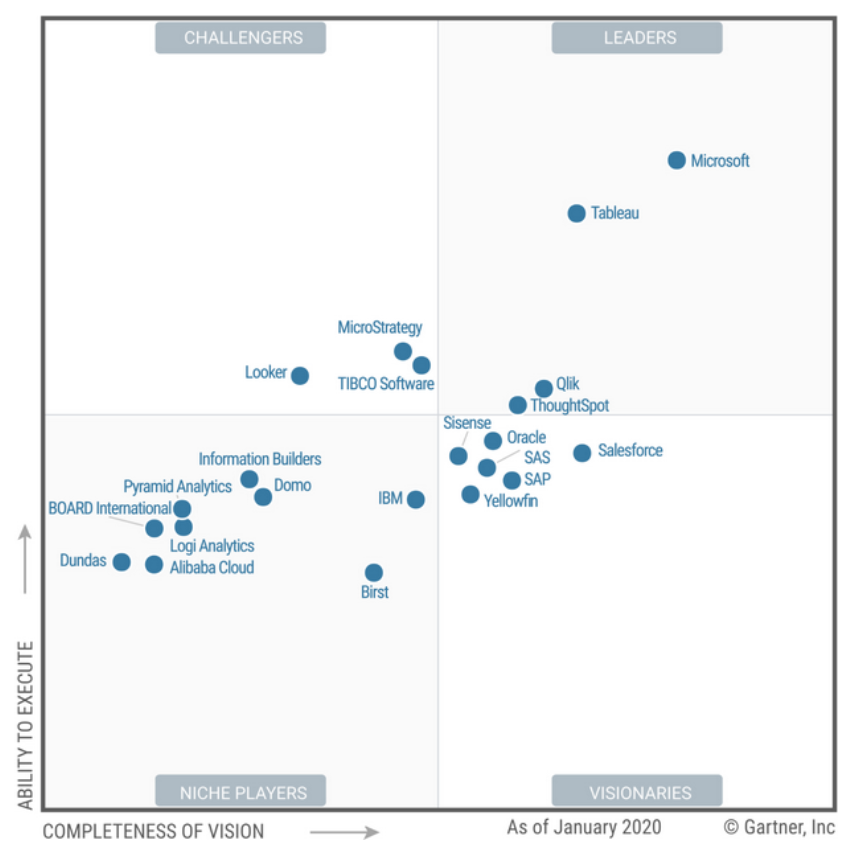 CHALLENGERS
LEADERS
Microsoft
Tableau
MicroStrategy
Looker
TIBCO Software
Qlik
ThoughtSpot
Sisense
Oracle
Salesforce
SAS
SAP
Yellowfin
Information Builders
Domo
Pyramid Analytics
IBM
BOARD International
Logi Analytics
Dundas
Alibaba Cloud
Birst
ABILITY TO EXECUTE
NICHE PLAYERS
VISIONARIES
COMPLETENESS OF VISION
As of January 2020
© Gartner, Inc